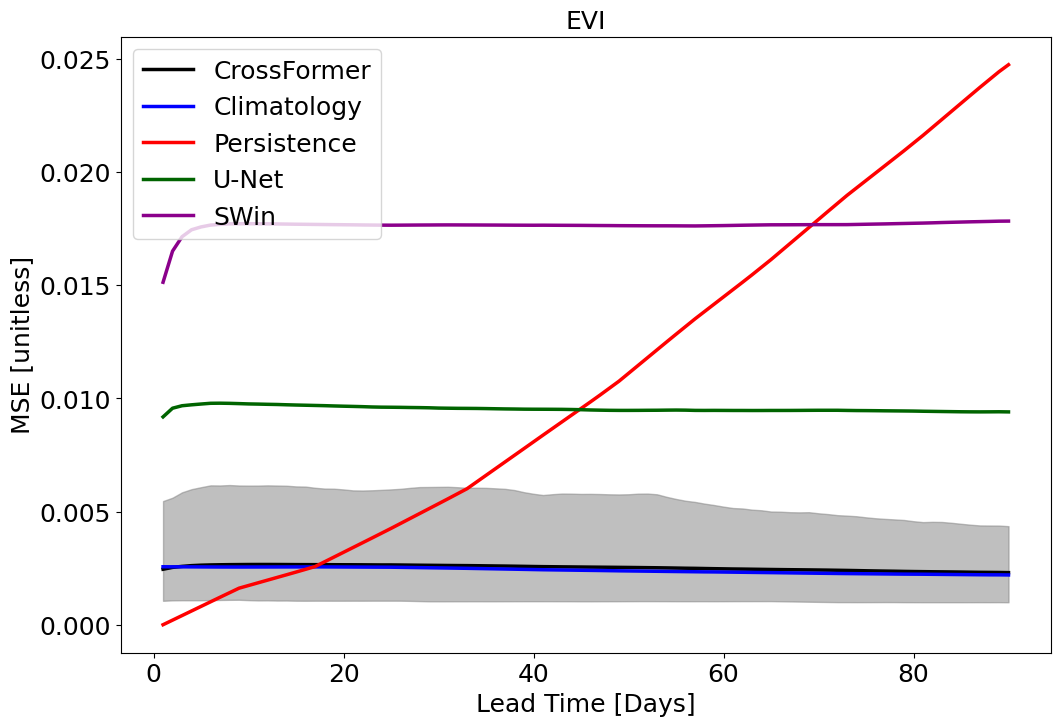 EVI
MSE [unitless]
0.025
0.020
0.015
0.010
0.005
0.000
CrossFormer
Climatology
Persistence
U-Net
SWin
0 20 40 60 80
Lead Time [Days]